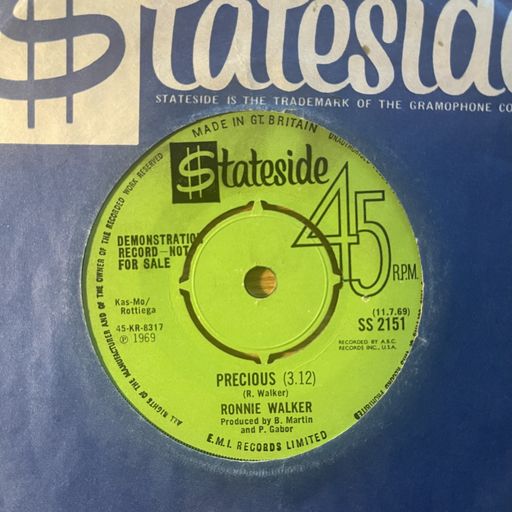 $tateside
STATESIDE IS THE TRADEMARK OF THE GRAMOPHONE CO
MADE IN GT. BRITAIN
$tateside
45
R.P.M.
DEMONSTRATION
RECORD—NOT
FOR SALE
Kas-Mo/
Rottiega
45-KR-8317
Ⓟ 1969
(11.7.69)
SS 2151
RECORDED BY A.B.C.
RECORDS INC., U.S.A.
PRECIOUS (3.12)
(R. Walker)
RONNIE WALKER
Produced by B. Martin
and P. Gabor
E.M.I. RECORDS LIMITED
ALL RIGHTS OF THE MANUFACTURER AND OF THE OWNER OF THE RECORDED WORK RESERVED